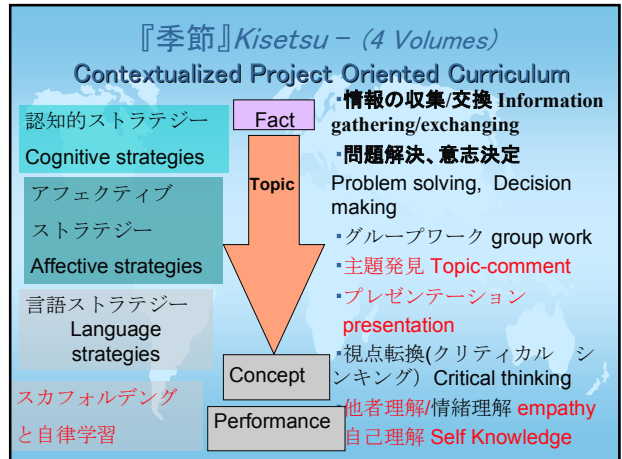 『季節』Kisetsu – (4 Volumes)
Contextualized Project Oriented Curriculum
認知的ストラテジー
Cognitive strategies
アフェクティブ
ストラテジー
Affective strategies
言語ストラテジー
Language
strategies
スカフォルデング
と自律学習
Fact
Topic
Concept
Performance
・情報の収集/交換 Information
gathering/exchanging
・問題解決、意志決定
Problem solving, Decision
making
・グループワーク group work
・主題発見 Topic-comment
・プレゼンテーション
presentation
・視点転換(クリティカル シ
ンキング）Critical thinking
・他者理解/情緒理解 empathy
・自己理解 Self Knowledge